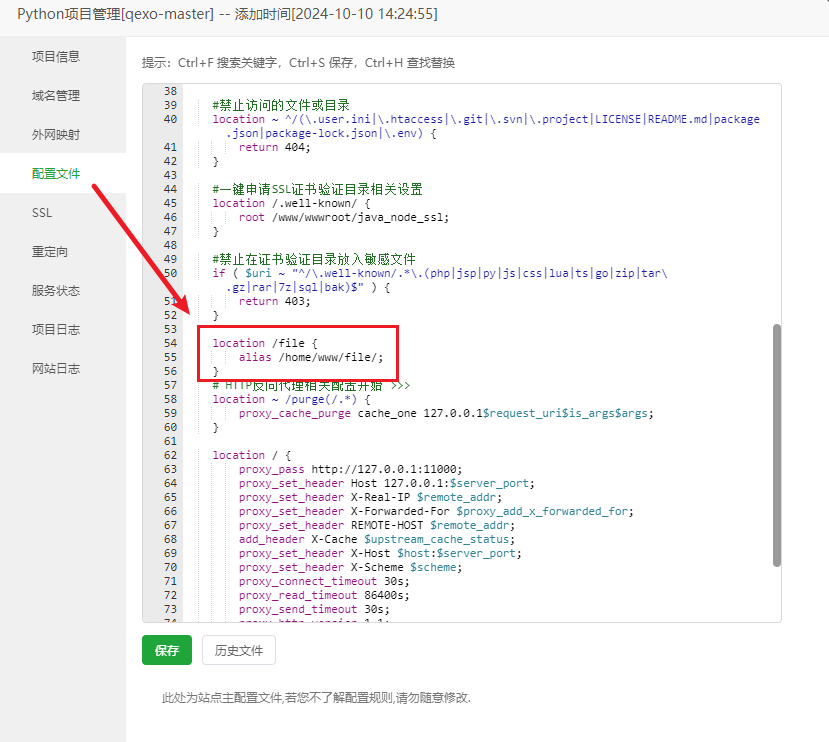 Python项目管理[qexo-master] -- 添加时间[2024-10-10 14:24:55]
项目信息
域名管理
外网映射
配置文件
SSL
重定向
服务状态
项目日志
网站日志
提示：Ctrl+F 搜索关键字，Ctrl+S 保存，Ctrl+H 查找替换
38
39 #禁止访问的文件或目录
40 location ~ ^/(\.user.ini|\.htaccess|\.git|\.svn|\.project|LICENSE|README.md|package
.json|package-lock.json|\.env) {
41 return 404;
42 }
43
44 #一键申请SSL证书验证目录相关设置
45 location /.well-known/ {
46 root /www/wwwroot/java_node_ssl;
47 }
48
49 #禁止在证书验证目录放入敏感文件
50 if ( $uri ~ "^/\.well-known/.*\.(php|jsp|py|js|css|lua|ts|go|zip|tar\
.gz|rar|7z|sql|bak)$" ) {
51 return 403;
52 }
53
54 location /file {
55 alias /home/www/file/;
56 }
57 # HTTP反向代理相关配置开始 >>>
58 location ~ /purge(/.*) {
59 proxy_cache_purge cache_one 127.0.0.1$request_uri$is_args$args;
60 }
61
62 location / {
63 proxy_pass http://127.0.0.1:11000;
64 proxy_set_header Host 127.0.0.1:$server_port;
65 proxy_set_header X-Real-IP $remote_addr;
66 proxy_set_header X-Forwarded-For $proxy_add_x_forwarded_for;
67 proxy_set_header REMOTE-HOST $remote_addr;
68 add_header X-Cache $upstream_cache_status;
69 proxy_set_header X-Host $host:$server_port;
70 proxy_set_header X-Scheme $scheme;
71 proxy_connect_timeout 30s;
72 proxy_read_timeout 86400s;
73 proxy_send_timeout 30s;
74 proxy_http_version 1.1;
保存
历史文件
此处为站点主配置文件,若您不了解配置规则,请勿随意修改.